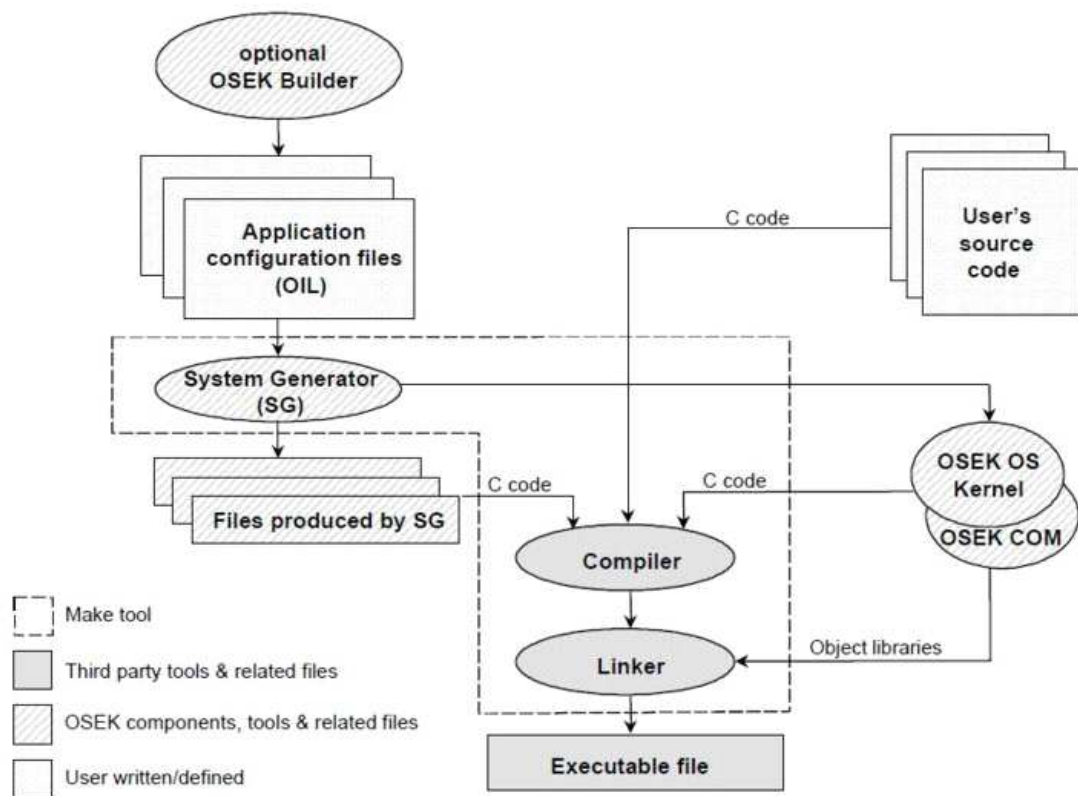 optional
OSEK Builder
Application
configuration files
(OIL)
C code
User's
source
code
System Generator
(SG)
OSEK OS
Kernel
OSEK COM
C code
C code
Files produced by SG
Compiler
Make tool
Linker
Object libraries
Third party tools & related files
OSEK components, tools & related files
User written/defined
Executable file